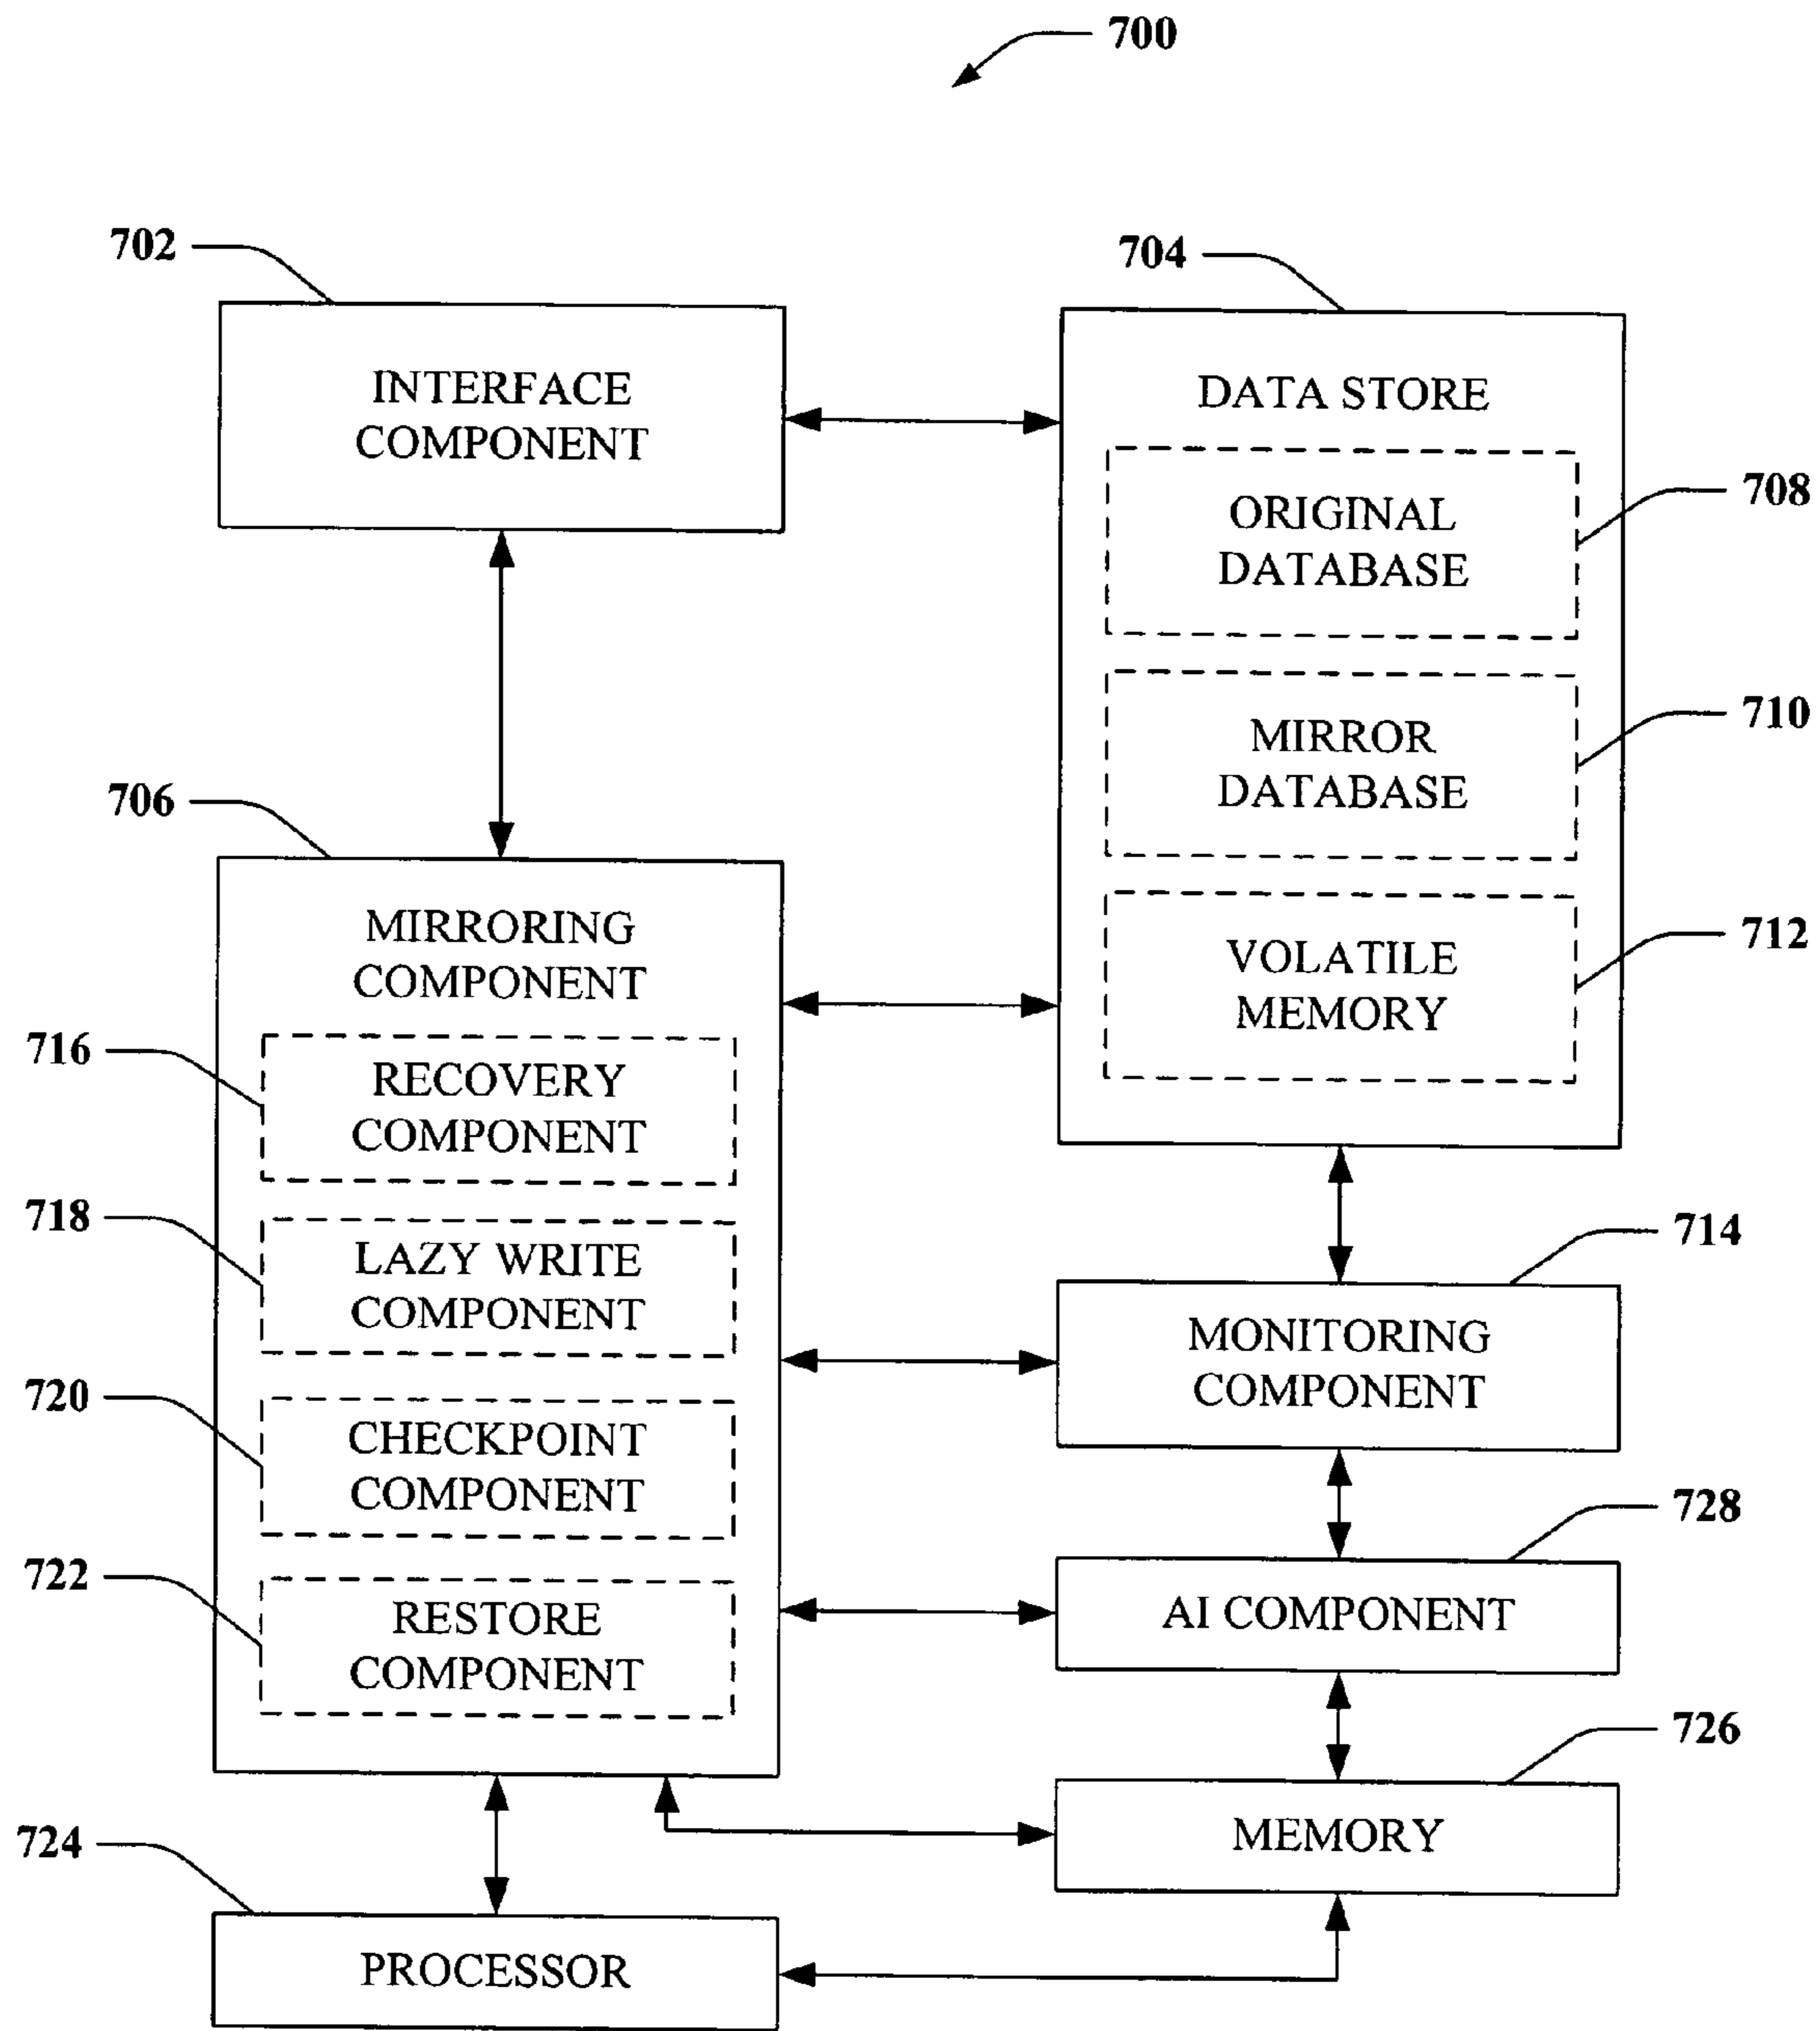 700
702
704
INTERFACE
COMPONENT
DATA STORE
ORIGINAL
DATABASE
708
MIRROR
DATABASE
710
VOLATILE
MEMORY
712
706
MIRRORING
COMPONENT
716
RECOVERY
COMPONENT
718
LAZY WRITE
COMPONENT
720
CHECKPOINT
COMPONENT
722
RESTORE
COMPONENT
714
MONITORING
COMPONENT
728
AI COMPONENT
726
MEMORY
724
PROCESSOR